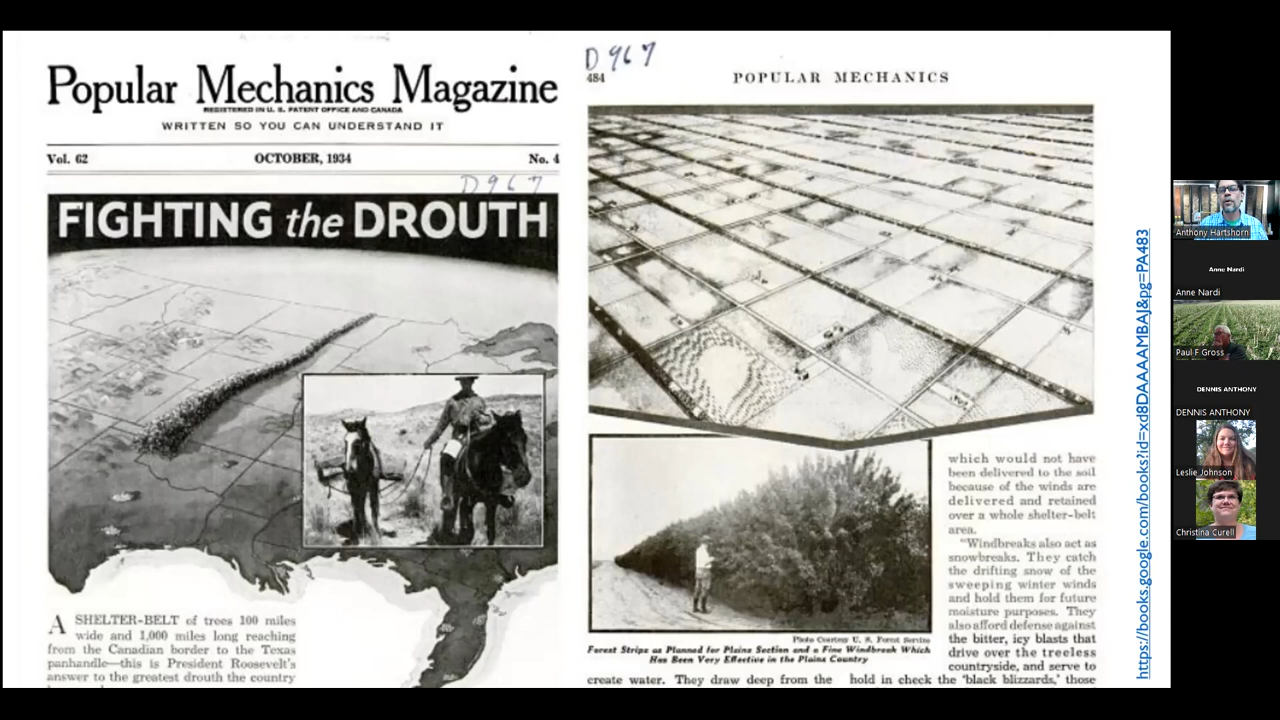 Popular Mechanics Magazine
REGISTERED IN U. S. PATENT OFFICE AND CANADA
WRITTEN SO YOU CAN UNDERSTAND IT
Vol. 62 OCTOBER, 1934 No. 4
D967
FIGHTING the DROUTH
A SHELTER-BELT of trees 100 miles
wide and 1,000 miles long reaching
from the Canadian border to the Texas
panhandle—this is President Roosevelt's
answer to the greatest drouth the country
D967
484 POPULAR MECHANICS
which would not have
been delivered to the soil
because of the winds are
delivered and retained
over a whole shelter-belt
area.
"Windbreaks also act as
snowbreaks. They catch
the drifting snow of the
sweeping winter winds
and hold them for future
moisture purposes. They
also afford defense against
the bitter, icy blasts that
drive over the treeless
countryside, and serve to
Photo Courtesy U. S. Forest Service
Forest Strips as Planned for Plains Section and a Fine Windbreak Which
Has Been Very Effective in the Plains Country
create water. They draw deep from the
hold in check the 'black blizzards,' those
https://books.google.com/books?id=xd8DAAAAMBAJ&pg=PA483
Anthony Hartshorn
Anne Nardi
Anne Nardi
Paul F Gross
DENNIS ANTHONY
DENNIS ANTHONY
Leslie Johnson
Christina Curell